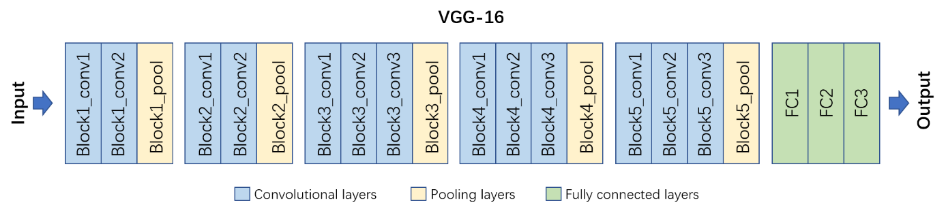 VGG-16
Input
Block1_conv1
Block1_conv2
Block1_pool
Block2_conv1
Block2_conv2
Block2_pool
Block3_conv1
Block3_conv2
Block3_conv3
Block3_pool
Block4_conv1
Block4_conv2
Block4_conv3
Block4_pool
Block5_conv1
Block5_conv2
Block5_conv3
Block5_pool
FC1
FC2
FC3
Output
Convolutional layers
Pooling layers
Fully connected layers